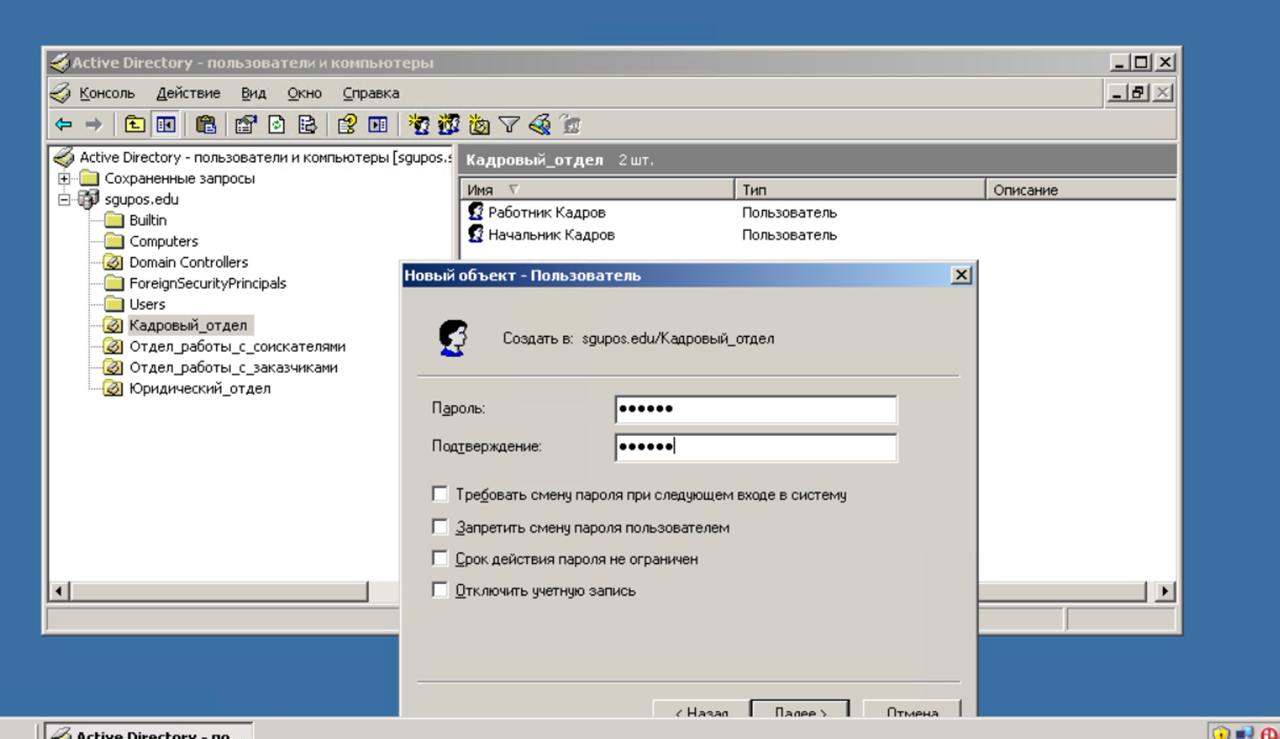 Active Directory - пользователи и компьютеры
Консоль Действие Вид Окно Справка
Active Directory - пользователи и компьютеры [sgupos.s
Сохраненные запросы
sgupos.edu
Builtin
Computers
Domain Controllers
ForeignSecurityPrincipals
Users
Кадровый_отдел
Отдел_работы_с_соискателями
Отдел_работы_с_заказчиками
Юридический_отдел
Кадровый_отдел 2 шт.
Имя Тип Описание
Работник Кадров Пользователь
Начальник Кадров Пользователь
Новый объект - Пользователь
Создать в: sgupos.edu/Кадровый_отдел
Пароль: ●●●●●●
Подтверждение: ●●●●●●
Требовать смену пароля при следующем входе в систему
Запретить смену пароля пользователем
Срок действия пароля не ограничен
Отключить учетную запись
< Назад Далее > Отмена
Active Directory - по